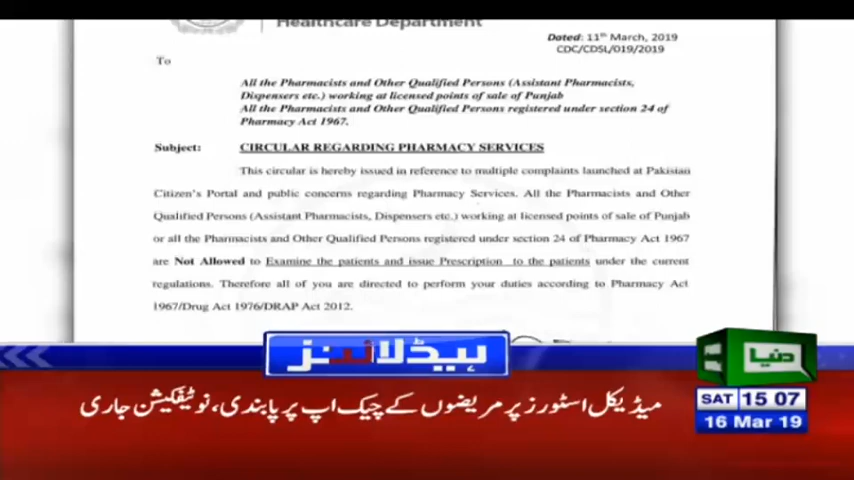 Healthcare Department
Dated: 11th March, 2019
CDC/CDSL/019/2019
To
All the Pharmacists and Other Qualified Persons (Assistant Pharmacists,
Dispensers etc.) working at licensed points of sale of Punjab
All the Pharmacists and Other Qualified Persons registered under section 24 of
Pharmacy Act 1967.
Subject: CIRCULAR REGARDING PHARMACY SERVICES
This circular is hereby issued in reference to multiple complaints launched at Pakistan
Citizen's Portal and public concerns regarding Pharmacy Services. All the Pharmacists and Other
Qualified Persons (Assistant Pharmacists, Dispensers etc.) working at licensed points of sale of Punjab
or all the Pharmacists and Other Qualified Persons registered under section 24 of Pharmacy Act 1967
are Not Allowed to Examine the patients and issue Prescription to the patients under the current
regulations. Therefore all of you are directed to perform your duties according to Pharmacy Act
1967/Drug Act 1976/DRAP Act 2012.
ہیڈلائنز
دنیا
میڈیکل اسٹورز پر مریضوں کے چیک اپ پر پابندی، نوٹیفکیشن جاری
SAT 15 07
16 Mar 19